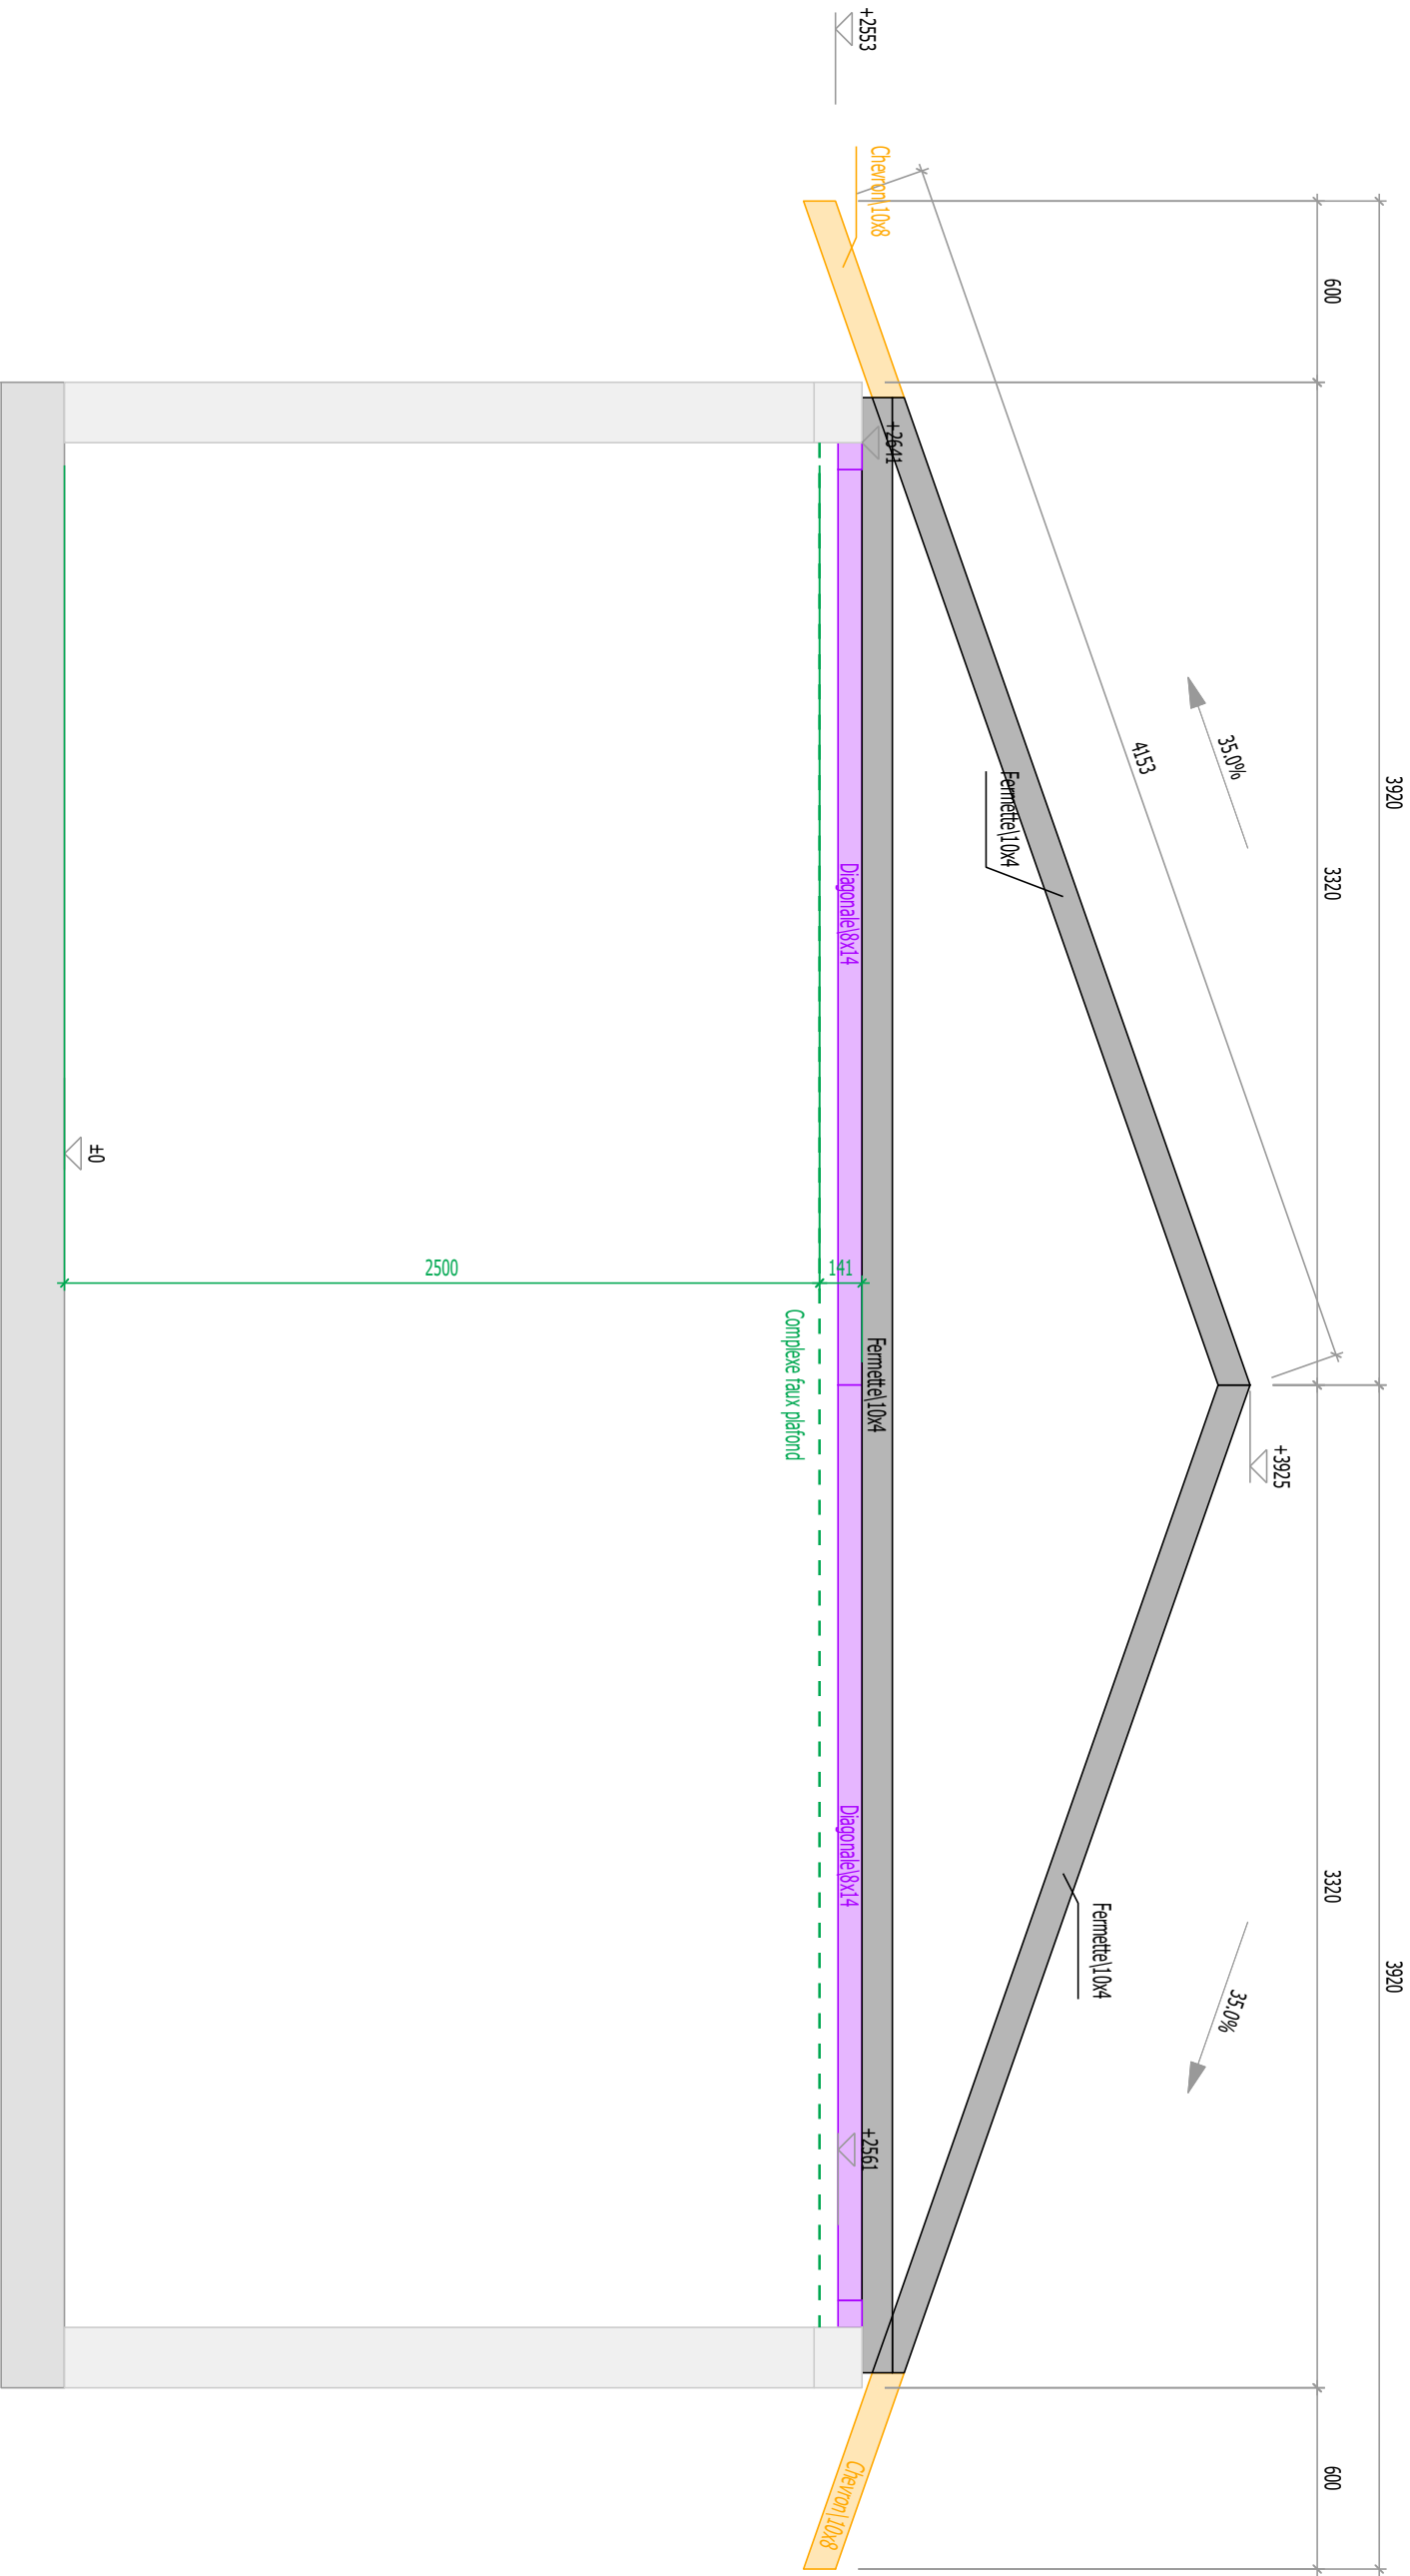 3920
3920
600
3320
3320
600
+3925
35.0%
35.0%
4153
Fermette\10x4
Fermette\10x4
+2553
Chevron\10x8
+2641
Fermette\10x4
Diagonale\8x14
Diagonale\8x14
+2561
Chevron\10x8
141
Complexe faux plafond
2500
±0